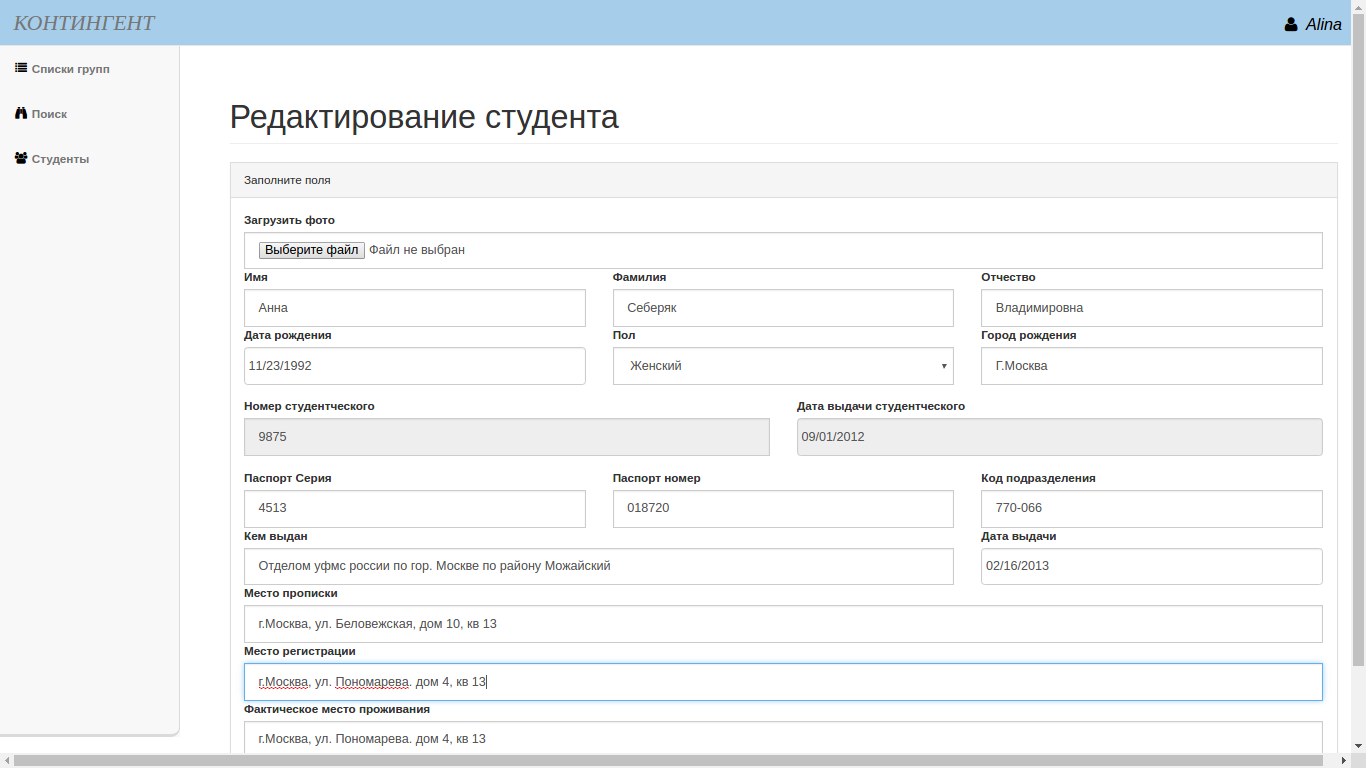 КОНТИНГЕНТ
Alina
Списки групп
Поиск
Студенты
Редактирование студента
Заполните поля
Загрузить фото
Выберите файл Файл не выбран
Имя Фамилия Отчество
Анна Себеряк Владимировна
Дата рождения Пол Город рождения
11/23/1992 Женский Г.Москва
Номер студентческого Дата выдачи студентческого
9875 09/01/2012
Паспорт Серия Паспорт номер Код подразделения
4513 018720 770-066
Кем выдан Дата выдачи
Отделом уфмс россии по гор. Москве по району Можайский 02/16/2013
Место прописки
г.Москва, ул. Беловежская, дом 10, кв 13
Место регистрации
г.Москва, ул. Пономарева. дом 4, кв 13
Фактическое место проживания
г.Москва, ул. Пономарева. дом 4, кв 13